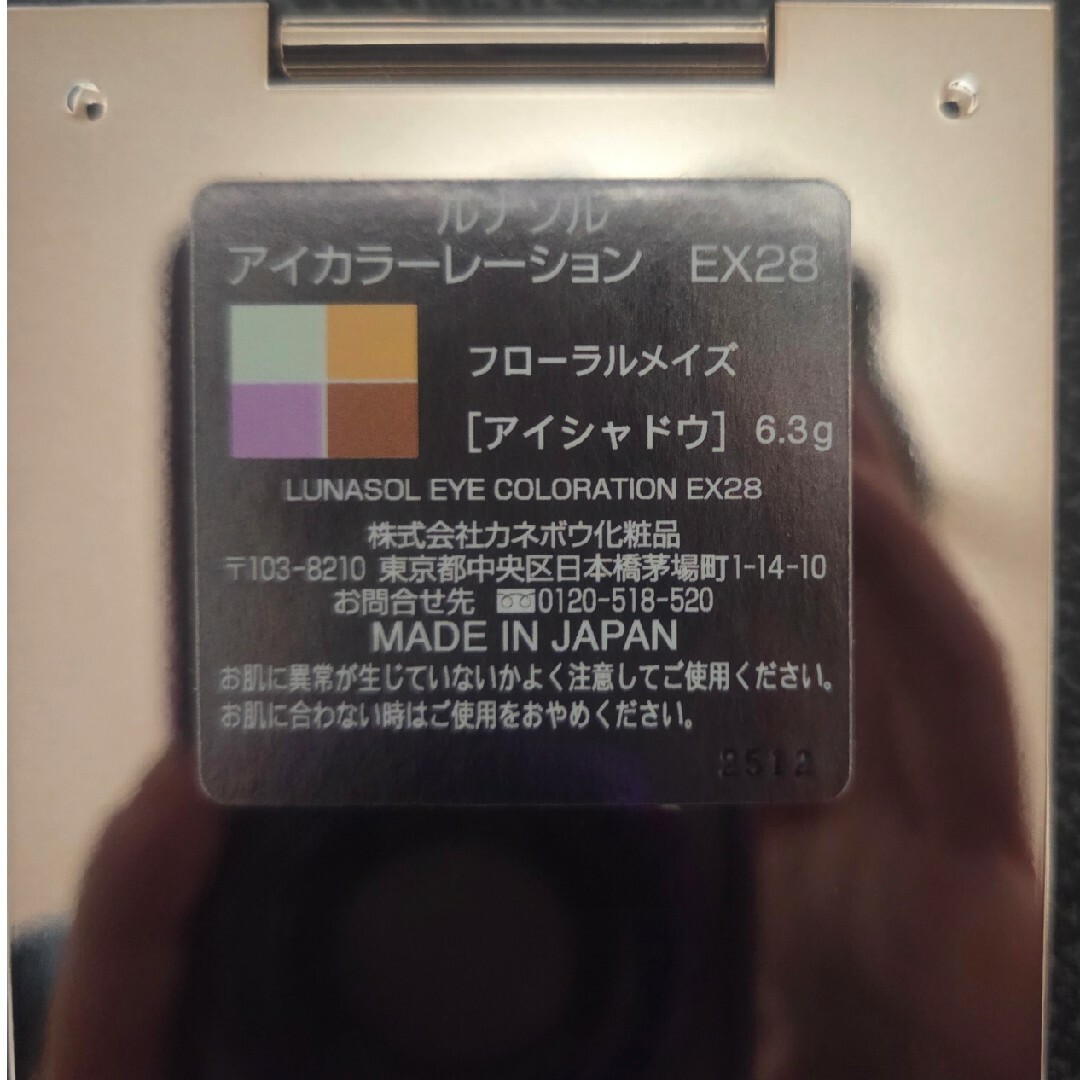 ルナソル
アイカラーレーション EX28
フローラルメイズ
[アイシャドウ] 6.3g
LUNASOL EYE COLORATION EX28
株式会社カネボウ化粧品
〒103-8210 東京都中央区日本橋茅場町1-14-10
お問合せ先 0120-518-520
MADE IN JAPAN
お肌に異常が生じていないかよく注意してご使用ください。
お肌に合わない時はご使用をおやめください。
2512